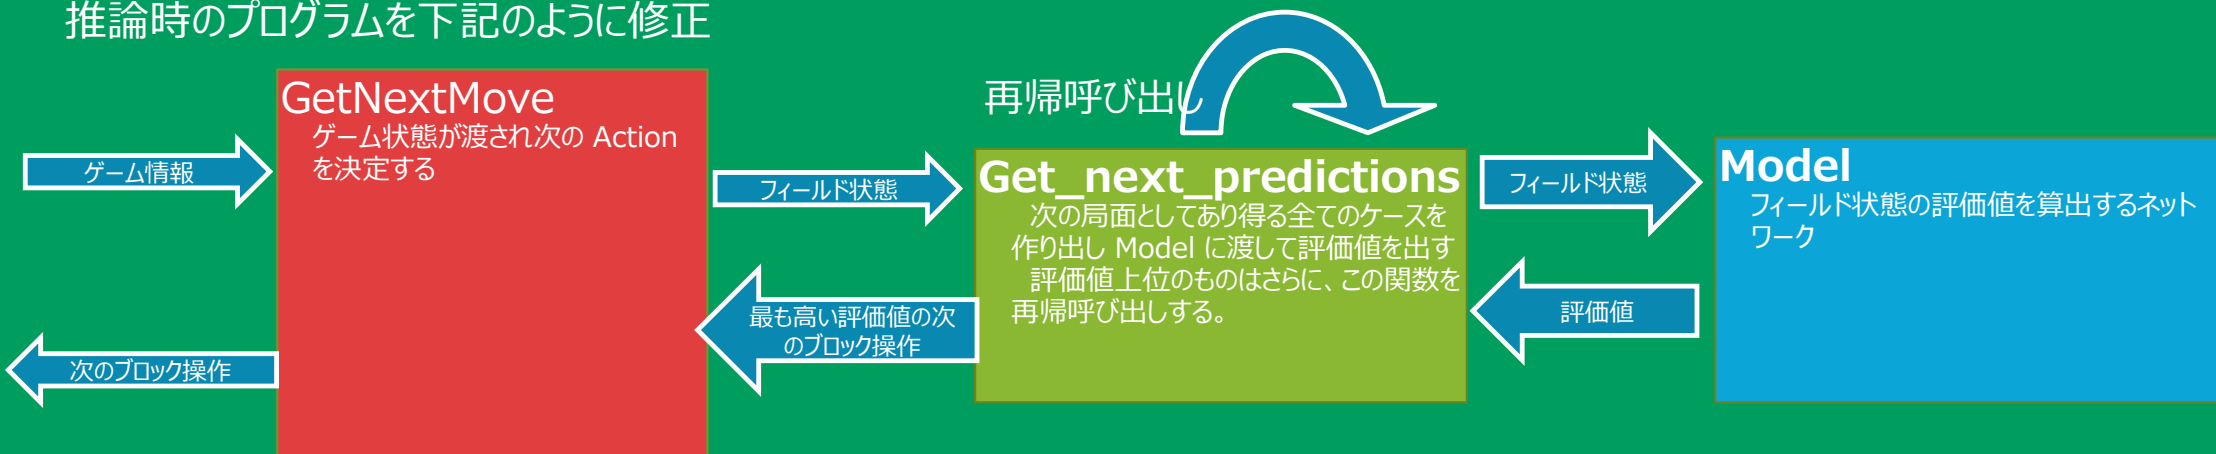 推論時のプログラムを下記のように修正
再帰呼び出し
ゲーム情報
GetNextMove
ゲーム状態が渡され次の Action
を決定する
フィールド状態
Get_next_predictions
次の局面としてあり得る全てのケースを
作り出し Model に渡して評価値を出す
評価値上位のものはさらに、この関数を
再帰呼び出しする。
フィールド状態
Model
フィールド状態の評価値を算出するネット
ワーク
評価値
最も高い評価値の次
のブロック操作
次のブロック操作